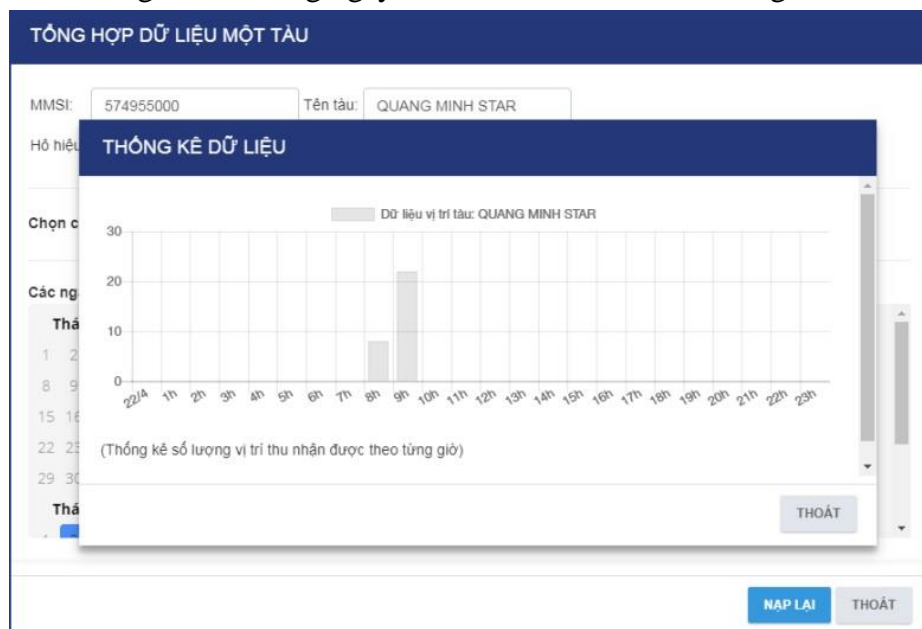 TỔNG HỢP DỮ LIỆU MỘT TÀU
MMSI: 574955000 Tên tàu: QUANG MINH STAR
Hô hiệu
THỐNG KÊ DỮ LIỆU
Dữ liệu vị trí tàu: QUANG MINH STAR
Chọn c
30
20
10
0
22/4 1h 2h 3h 4h 5h 6h 7h 8h 9h 10h 11h 12h 13h 14h 15h 16h 17h 18h 19h 20h 21h 22h 23h
(Thống kê số lượng vị trí thu nhận được theo từng giờ)
Các ng
Thá
1 2
8 9
15 16
22 23
29 30
Thá
THOÁT
NẠP LẠI THOÁT